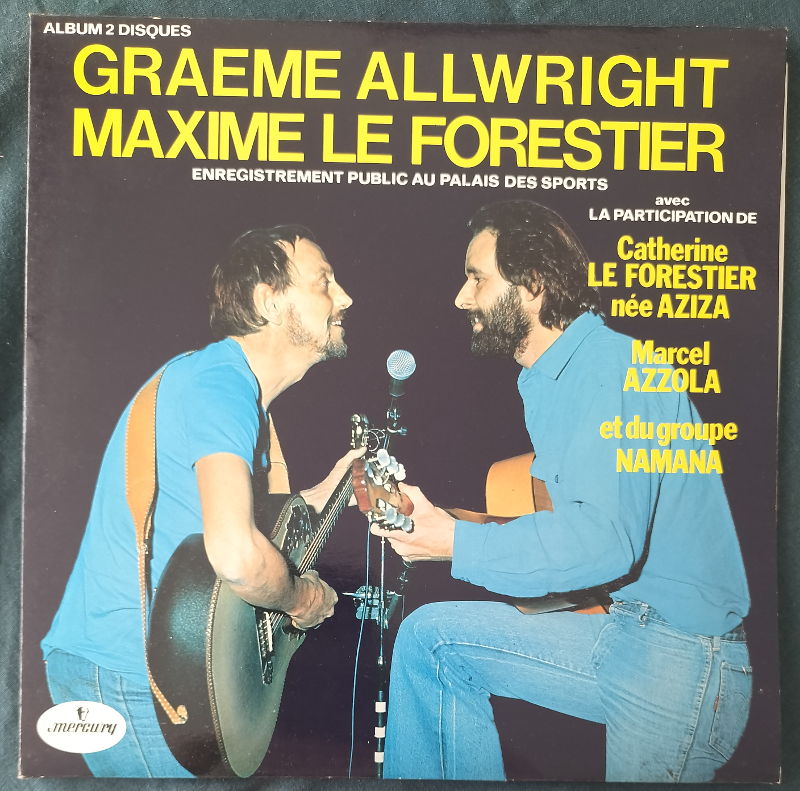 ALBUM 2 DISQUES
GRAEME ALLWRIGHT
MAXIME LE FORESTIER
ENREGISTREMENT PUBLIC AU PALAIS DES SPORTS
avec
LA PARTICIPATION DE
Catherine
LE FORESTIER
née AZIZA
Marcel
AZZOLA
et du groupe
NAMANA
mercury